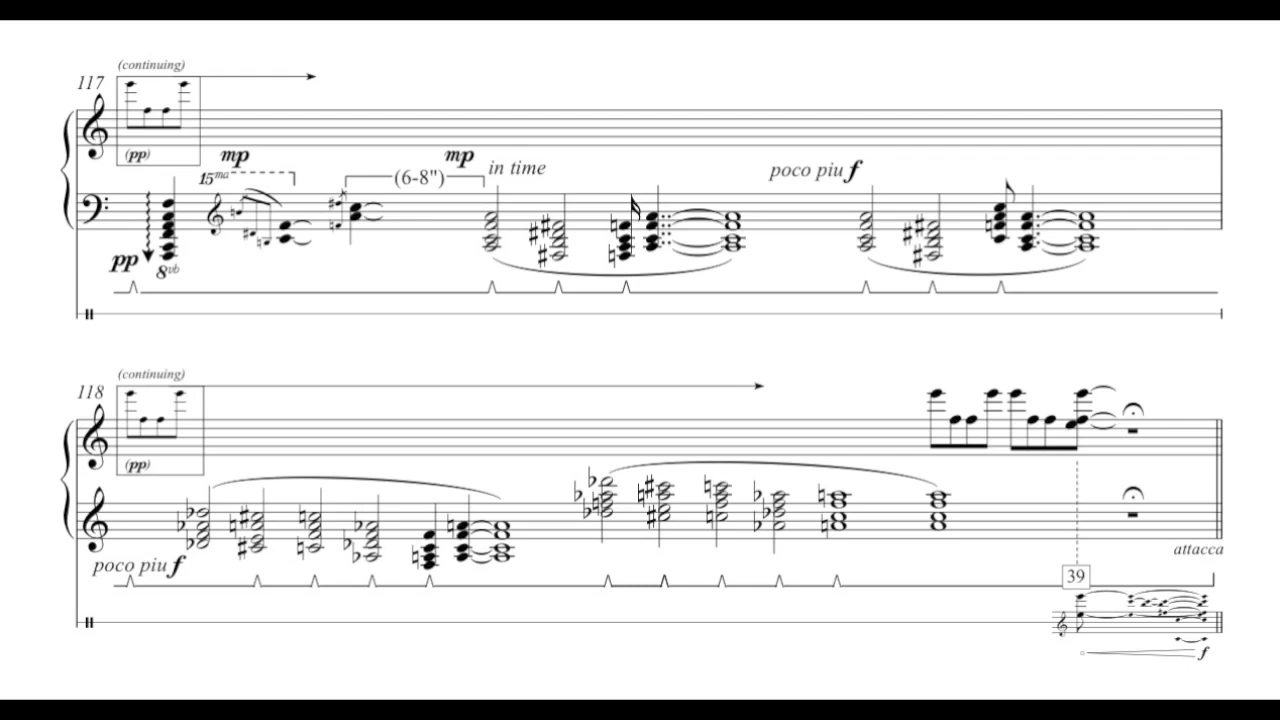 (continuing)
117
(pp) mp mp
15ma (6-8") in time poco piu f
pp 8vb
(continuing)
118
(pp)
poco piu f attacca
39
f